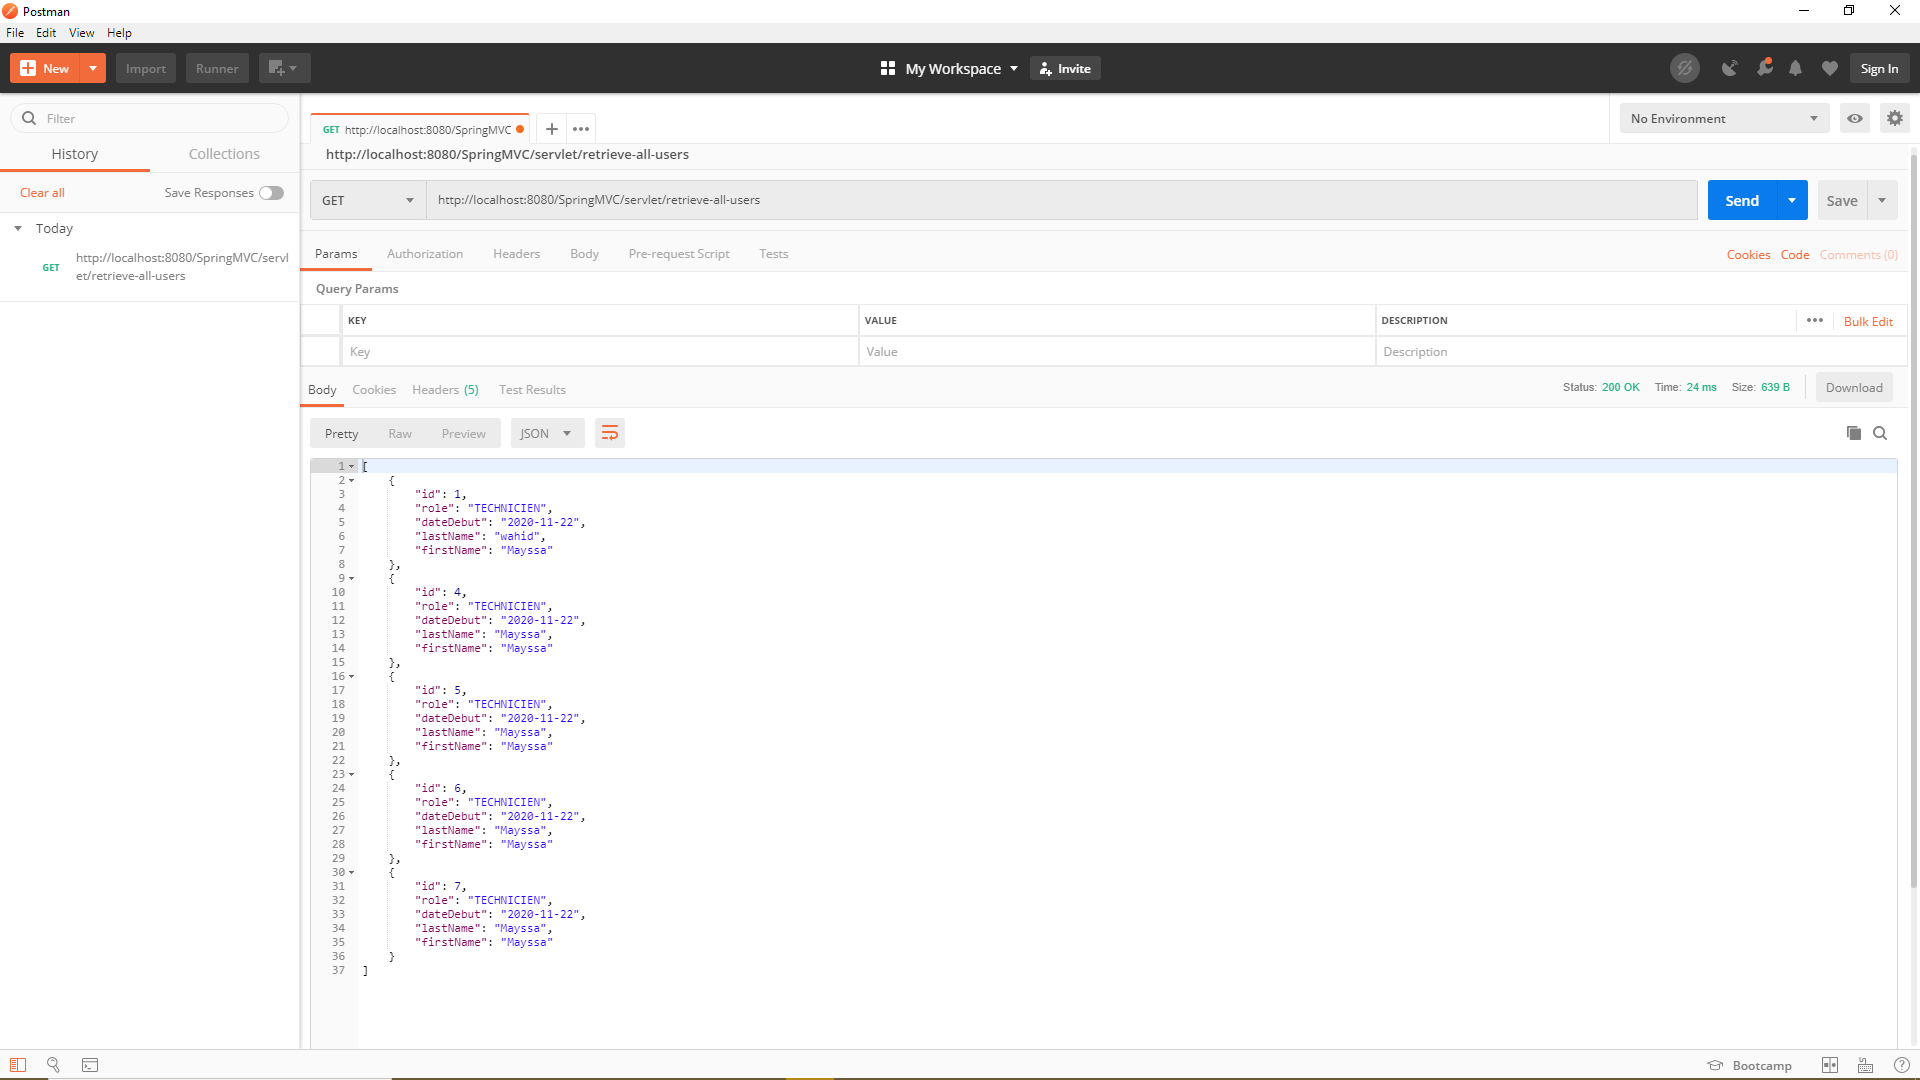 Postman
File Edit View Help
New Import Runner My Workspace Invite Sign In
Filter
History Collections
Clear all Save Responses
Today
GET http://localhost:8080/SpringMVC/servl
et/retrieve-all-users
GET http://localhost:8080/SpringMVC
No Environment
http://localhost:8080/SpringMVC/servlet/retrieve-all-users
GET http://localhost:8080/SpringMVC/servlet/retrieve-all-users Send Save
Params Authorization Headers Body Pre-request Script Tests Cookies Code Comments (0)
Query Params
KEY VALUE DESCRIPTION Bulk Edit
Key Value Description
Body Cookies Headers (5) Test Results Status: 200 OK Time: 24 ms Size: 639 B Download
Pretty Raw Preview JSON
1 [
2 {
3 "id": 1,
4 "role": "TECHNICIEN",
5 "dateDebut": "2020-11-22",
6 "lastName": "wahid",
7 "firstName": "Mayssa"
8 },
9 {
10 "id": 4,
11 "role": "TECHNICIEN",
12 "dateDebut": "2020-11-22",
13 "lastName": "Mayssa",
14 "firstName": "Mayssa"
15 },
16 {
17 "id": 5,
18 "role": "TECHNICIEN",
19 "dateDebut": "2020-11-22",
20 "lastName": "Mayssa",
21 "firstName": "Mayssa"
22 },
23 {
24 "id": 6,
25 "role": "TECHNICIEN",
26 "dateDebut": "2020-11-22",
27 "lastName": "Mayssa",
28 "firstName": "Mayssa"
29 },
30 {
31 "id": 7,
32 "role": "TECHNICIEN",
33 "dateDebut": "2020-11-22",
34 "lastName": "Mayssa",
35 "firstName": "Mayssa"
36 }
37 ]
Bootcamp